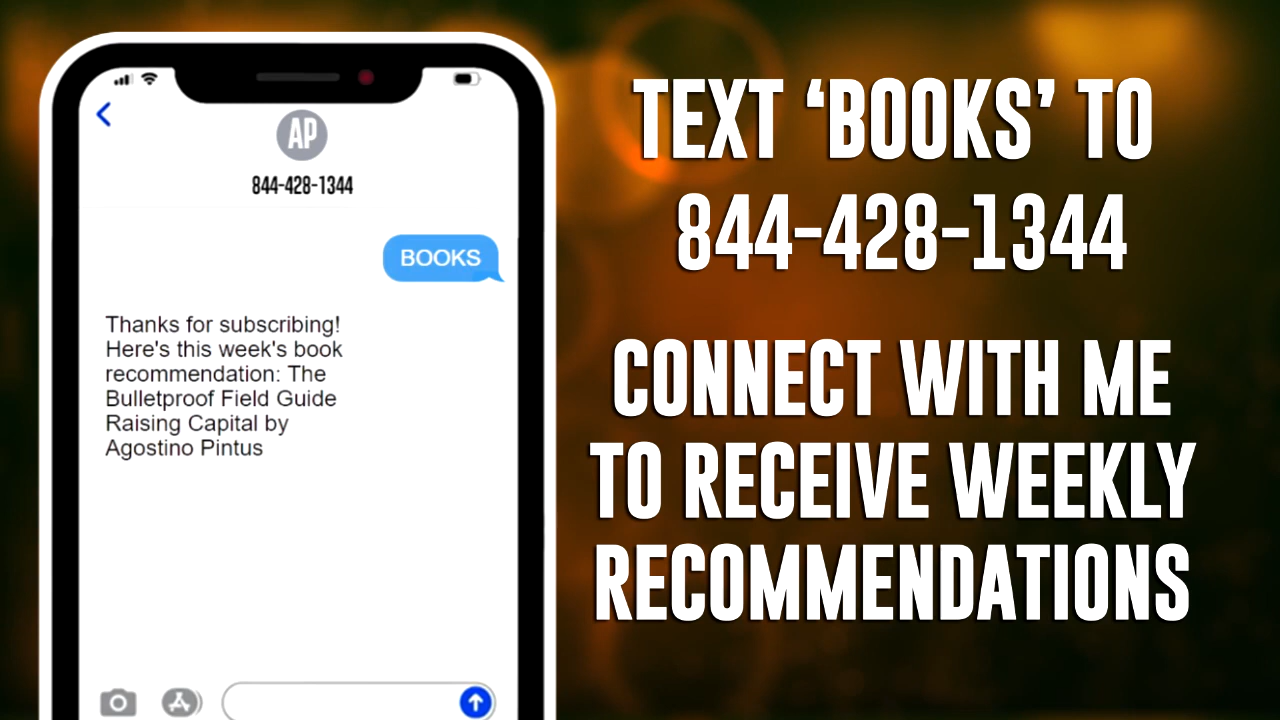 AP
844-428-1344
BOOKS
Thanks for subscribing!
Here's this week's book
recommendation: The
Bulletproof Field Guide
Raising Capital by
Agostino Pintus
TEXT ‘BOOKS’ TO
844-428-1344
CONNECT WITH ME
TO RECEIVE WEEKLY
RECOMMENDATIONS